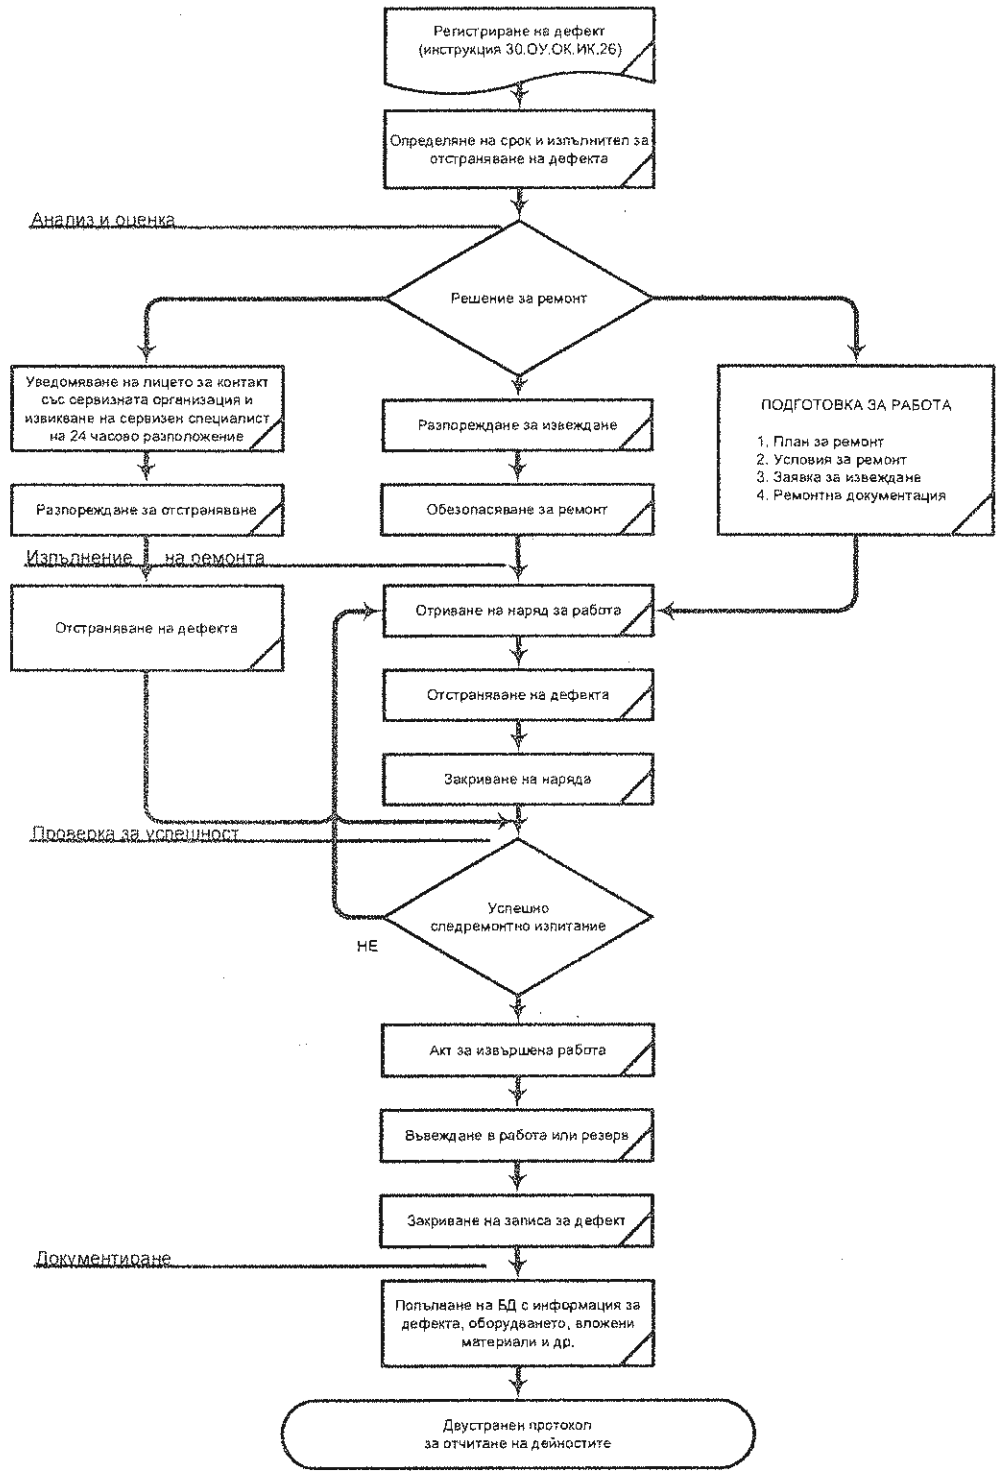 Регистриране на дефект
(инструкция 30.ОУ.ОК.ИК.26)
Определяне на срок и изпълнител за
отстраняване на дефекта
Анализ и оценка
Решение за ремонт
Уведомяване на лицето за контакт
със сервизната организация и
извикване на сервизен специалист
на 24 часово разположение
Разпореждане за извеждане
ПОДГОТОВКА ЗА РАБОТА
1. План за ремонт
2. Условия за ремонт
3. Заявка за извеждане
4. Ремонтна документация
Разпореждане за отстраняване
Обезопасяване за ремонт
Изпълнение на ремонта
Отстраняване на дефекта
Отриване на наряд за работа
Отстраняване на дефекта
Закриване на наряда
Проверка за успешност
Успешно
следремонтно изпитание
НЕ
Акт за извършена работа
Въвеждане в работа или резерв
Закриване на записа за дефект
Документиране
Попълване на БД с информация за
дефекта, оборудването, вложени
материали и др.
Двустранен протокол
за отчитане на дейностите